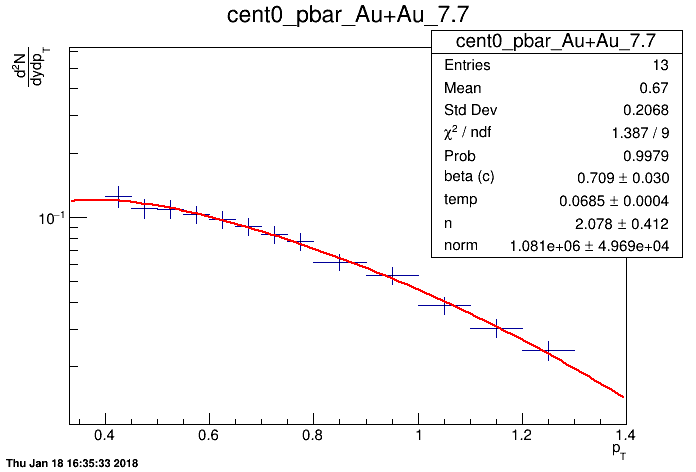 cent0_pbar_Au+Au_7.7
cent0_pbar_Au+Au_7.7
Entries 13
Mean 0.67
Std Dev 0.2068
χ² / ndf 1.387 / 9
Prob 0.9979
beta (c) 0.709 ± 0.030
temp 0.0685 ± 0.0004
n 2.078 ± 0.412
norm 1.081e+06 ± 4.969e+04
d²N
dydp_T
10⁻¹
0.4 0.6 0.8 1 1.2 1.4
p_T
Thu Jan 18 16:35:33 2018